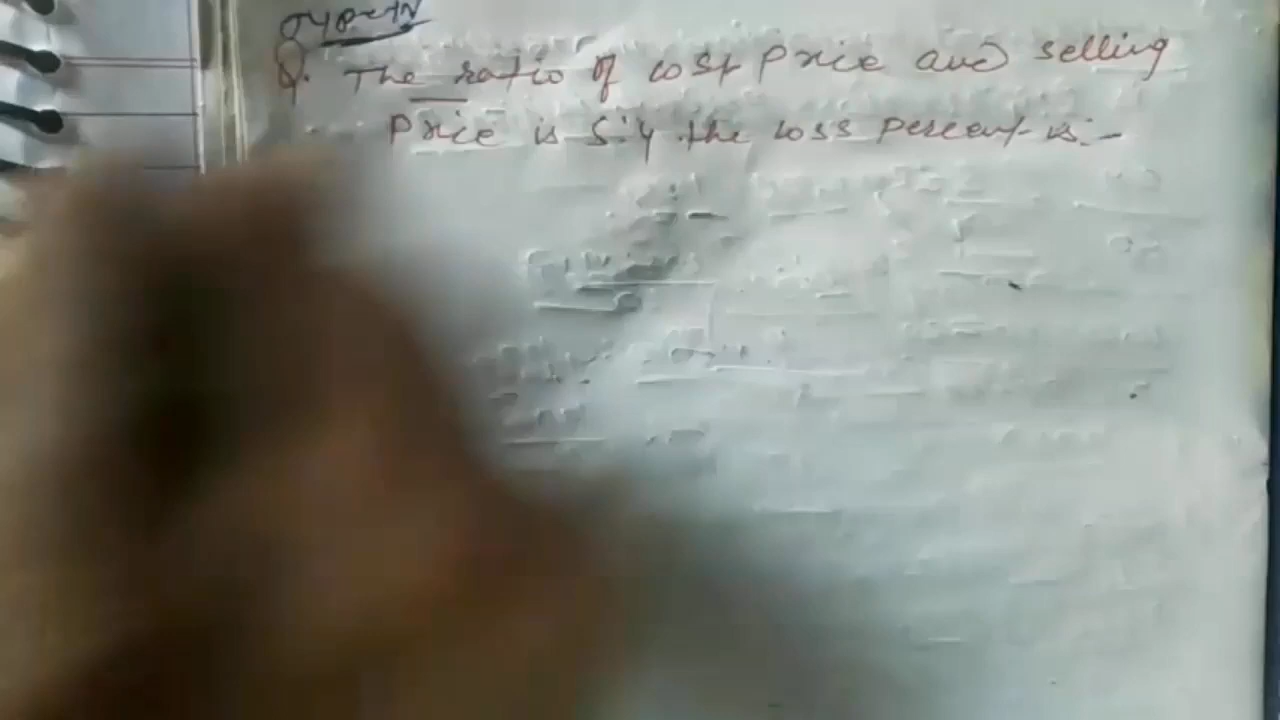 Q. The ratio of cost price and selling
Price is 5:4 the loss percent is:-